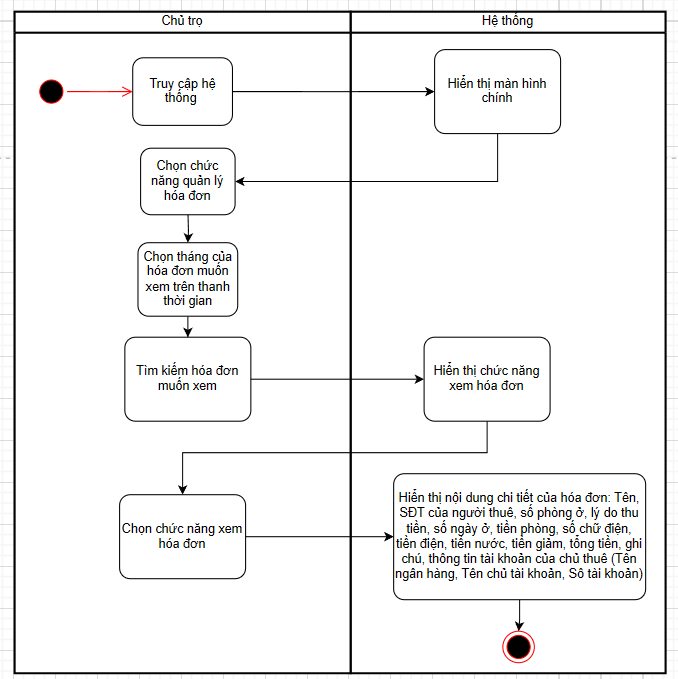 Chủ trọ
Hệ thống
Truy cập hệ
thống
Hiển thị màn hình
chính
Chọn chức
năng quản lý
hóa đơn
Chọn tháng của
hóa đơn muốn
xem trên thanh
thời gian
Tìm kiếm hóa đơn
muốn xem
Hiển thị chức năng
xem hóa đơn
Chọn chức năng xem
hóa đơn
Hiển thị nội dung chi tiết của hóa đơn: Tên,
SĐT của người thuê, số phòng ở, lý do thu
tiền, số ngày ở, tiền phòng, số chữ điện,
tiền điện, tiền nước, tiền giảm, tổng tiền, ghi
chú, thông tin tài khoản của chủ thuê (Tên
ngân hàng, Tên chủ tài khoản, Số tài khoản)